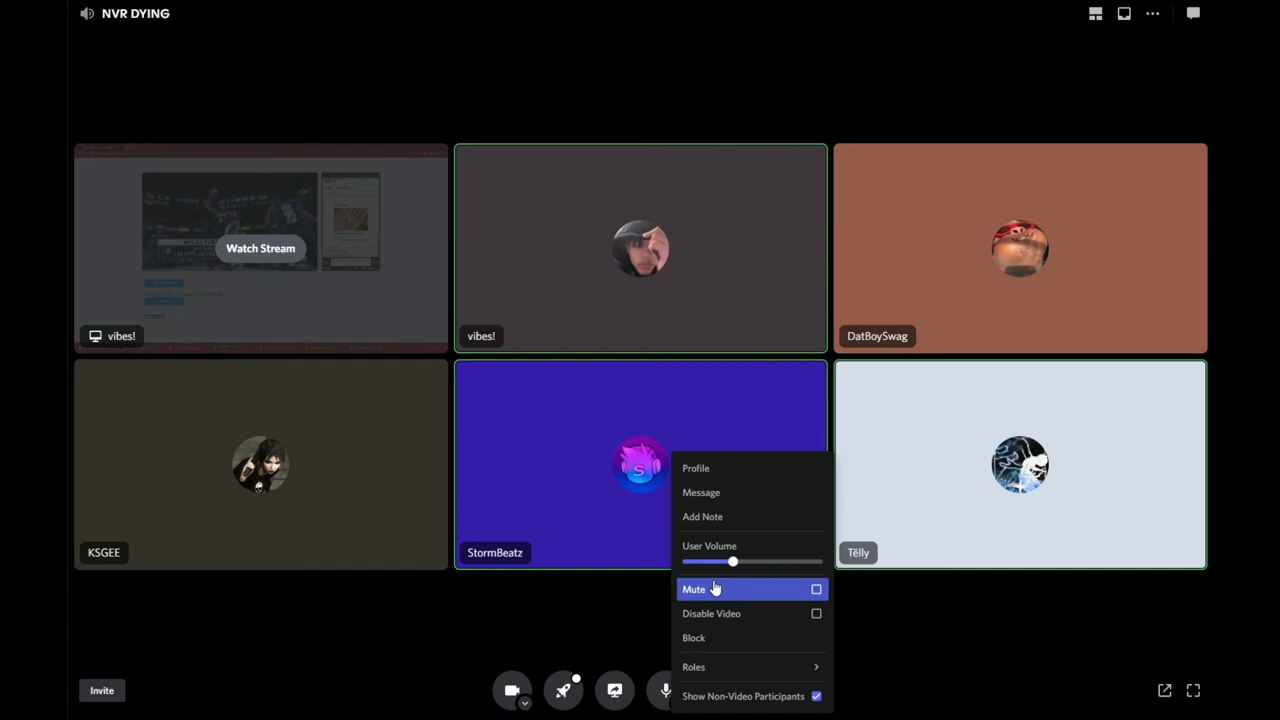 NVR DYING
Watch Stream
vibes!
vibes!
DatBoySwag
KSGEE
StormBeatz
Tëlly
Profile
Message
Add Note
User Volume
Mute
Disable Video
Block
Roles
Show Non-Video Participants
Invite